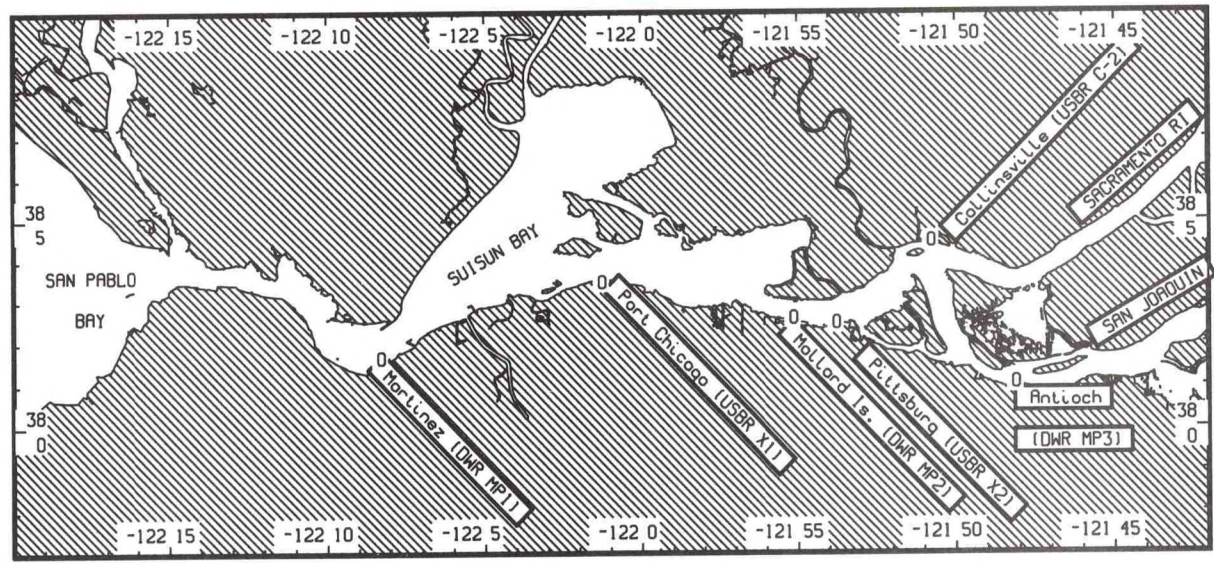 -122 15 -122 10 -122 5 -122 0 -121 55 -121 50 -121 45
Collinsville (USBR C-2)
SACRAMENTO R)
38
5
38
5
SUISUN BAY
SAN PABLO
BAY
SAN JOAQUIN
0
0
0
0
0
0
Port Chicago (USBR X1)
Mallard Is. (DWR MP2)
Pittsburg (USBR X2)
Martinez (DWR MP1)
Antioch
(DWR MP3)
38
0
38
0
-122 15 -122 10 -122 5 -122 0 -121 55 -121 50 -121 45